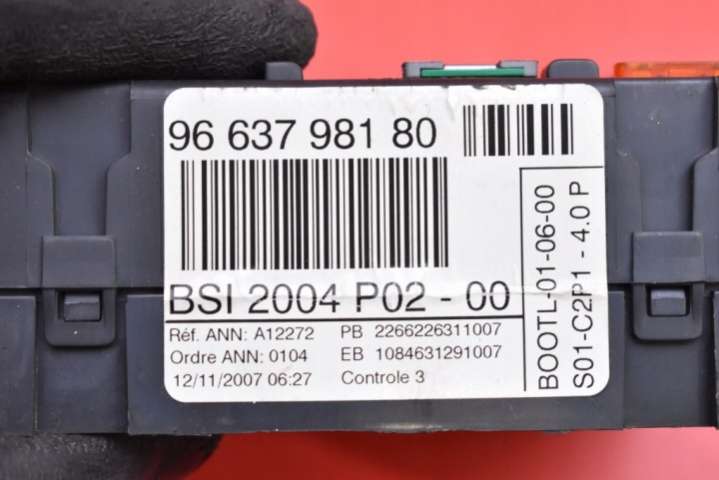 96 637 981 80
BSI 2004 P02 - 00
Réf. ANN: A12272 PB 2266226311007
Ordre ANN: 0104 EB 1084631291007
12/11/2007 06:27 Controle 3
BOOTL-01-06-00
S01-C2P1 - 4.0 P